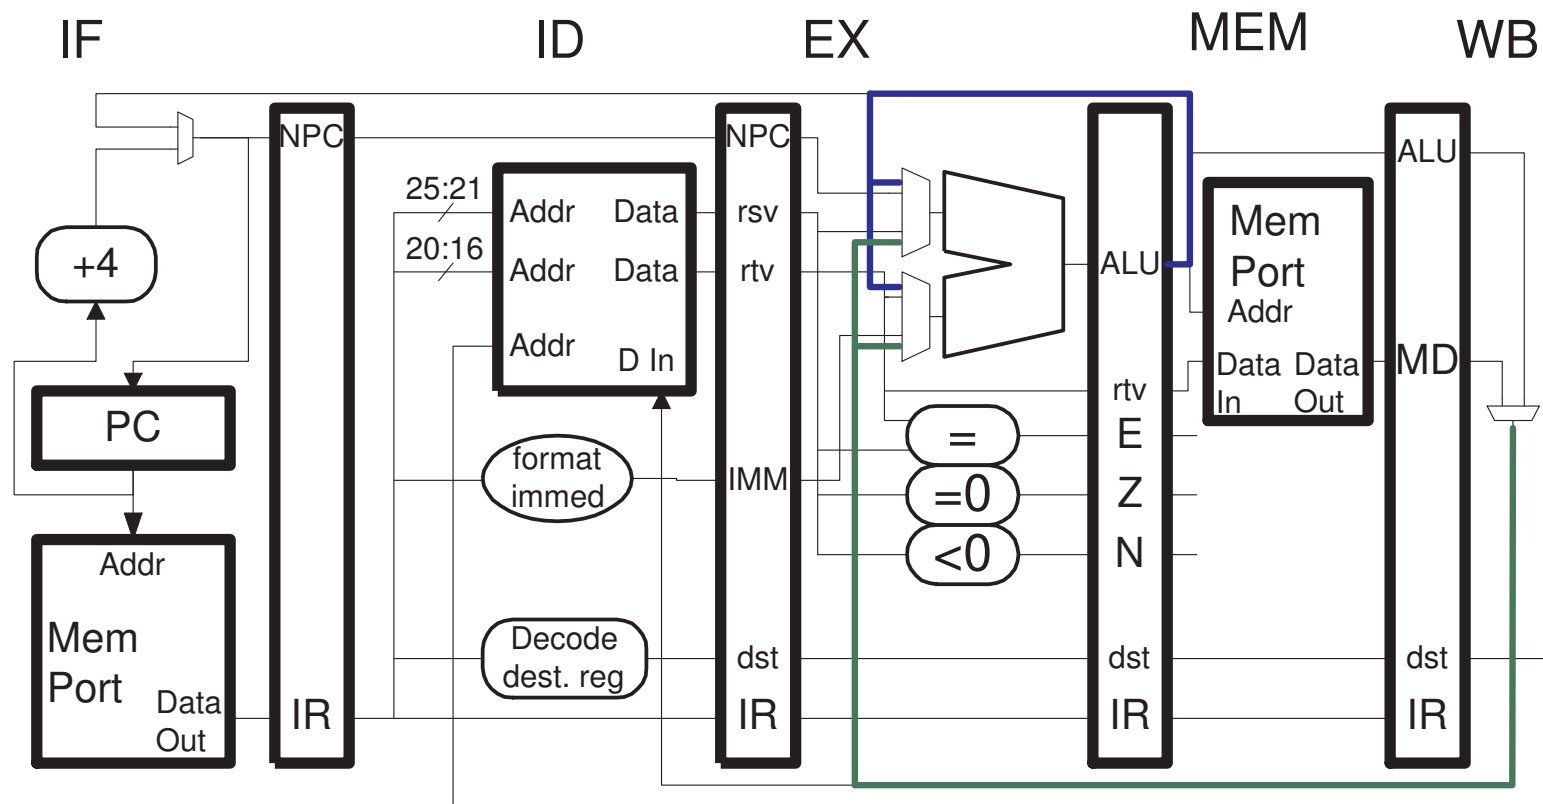 IF
ID
EX
MEM
WB
+4
PC
Addr
Mem
Port
Data
Out
NPC
IR
25:21
20:16
Addr
Data
Addr
Data
Addr
D In
format
immed
Decode
dest. reg
NPC
rsv
rtv
IMM
dst
IR
=
=0
<0
ALU
rtv
E
Z
N
dst
IR
Mem
Port
Addr
Data
In
Data
Out
ALU
MD
dst
IR